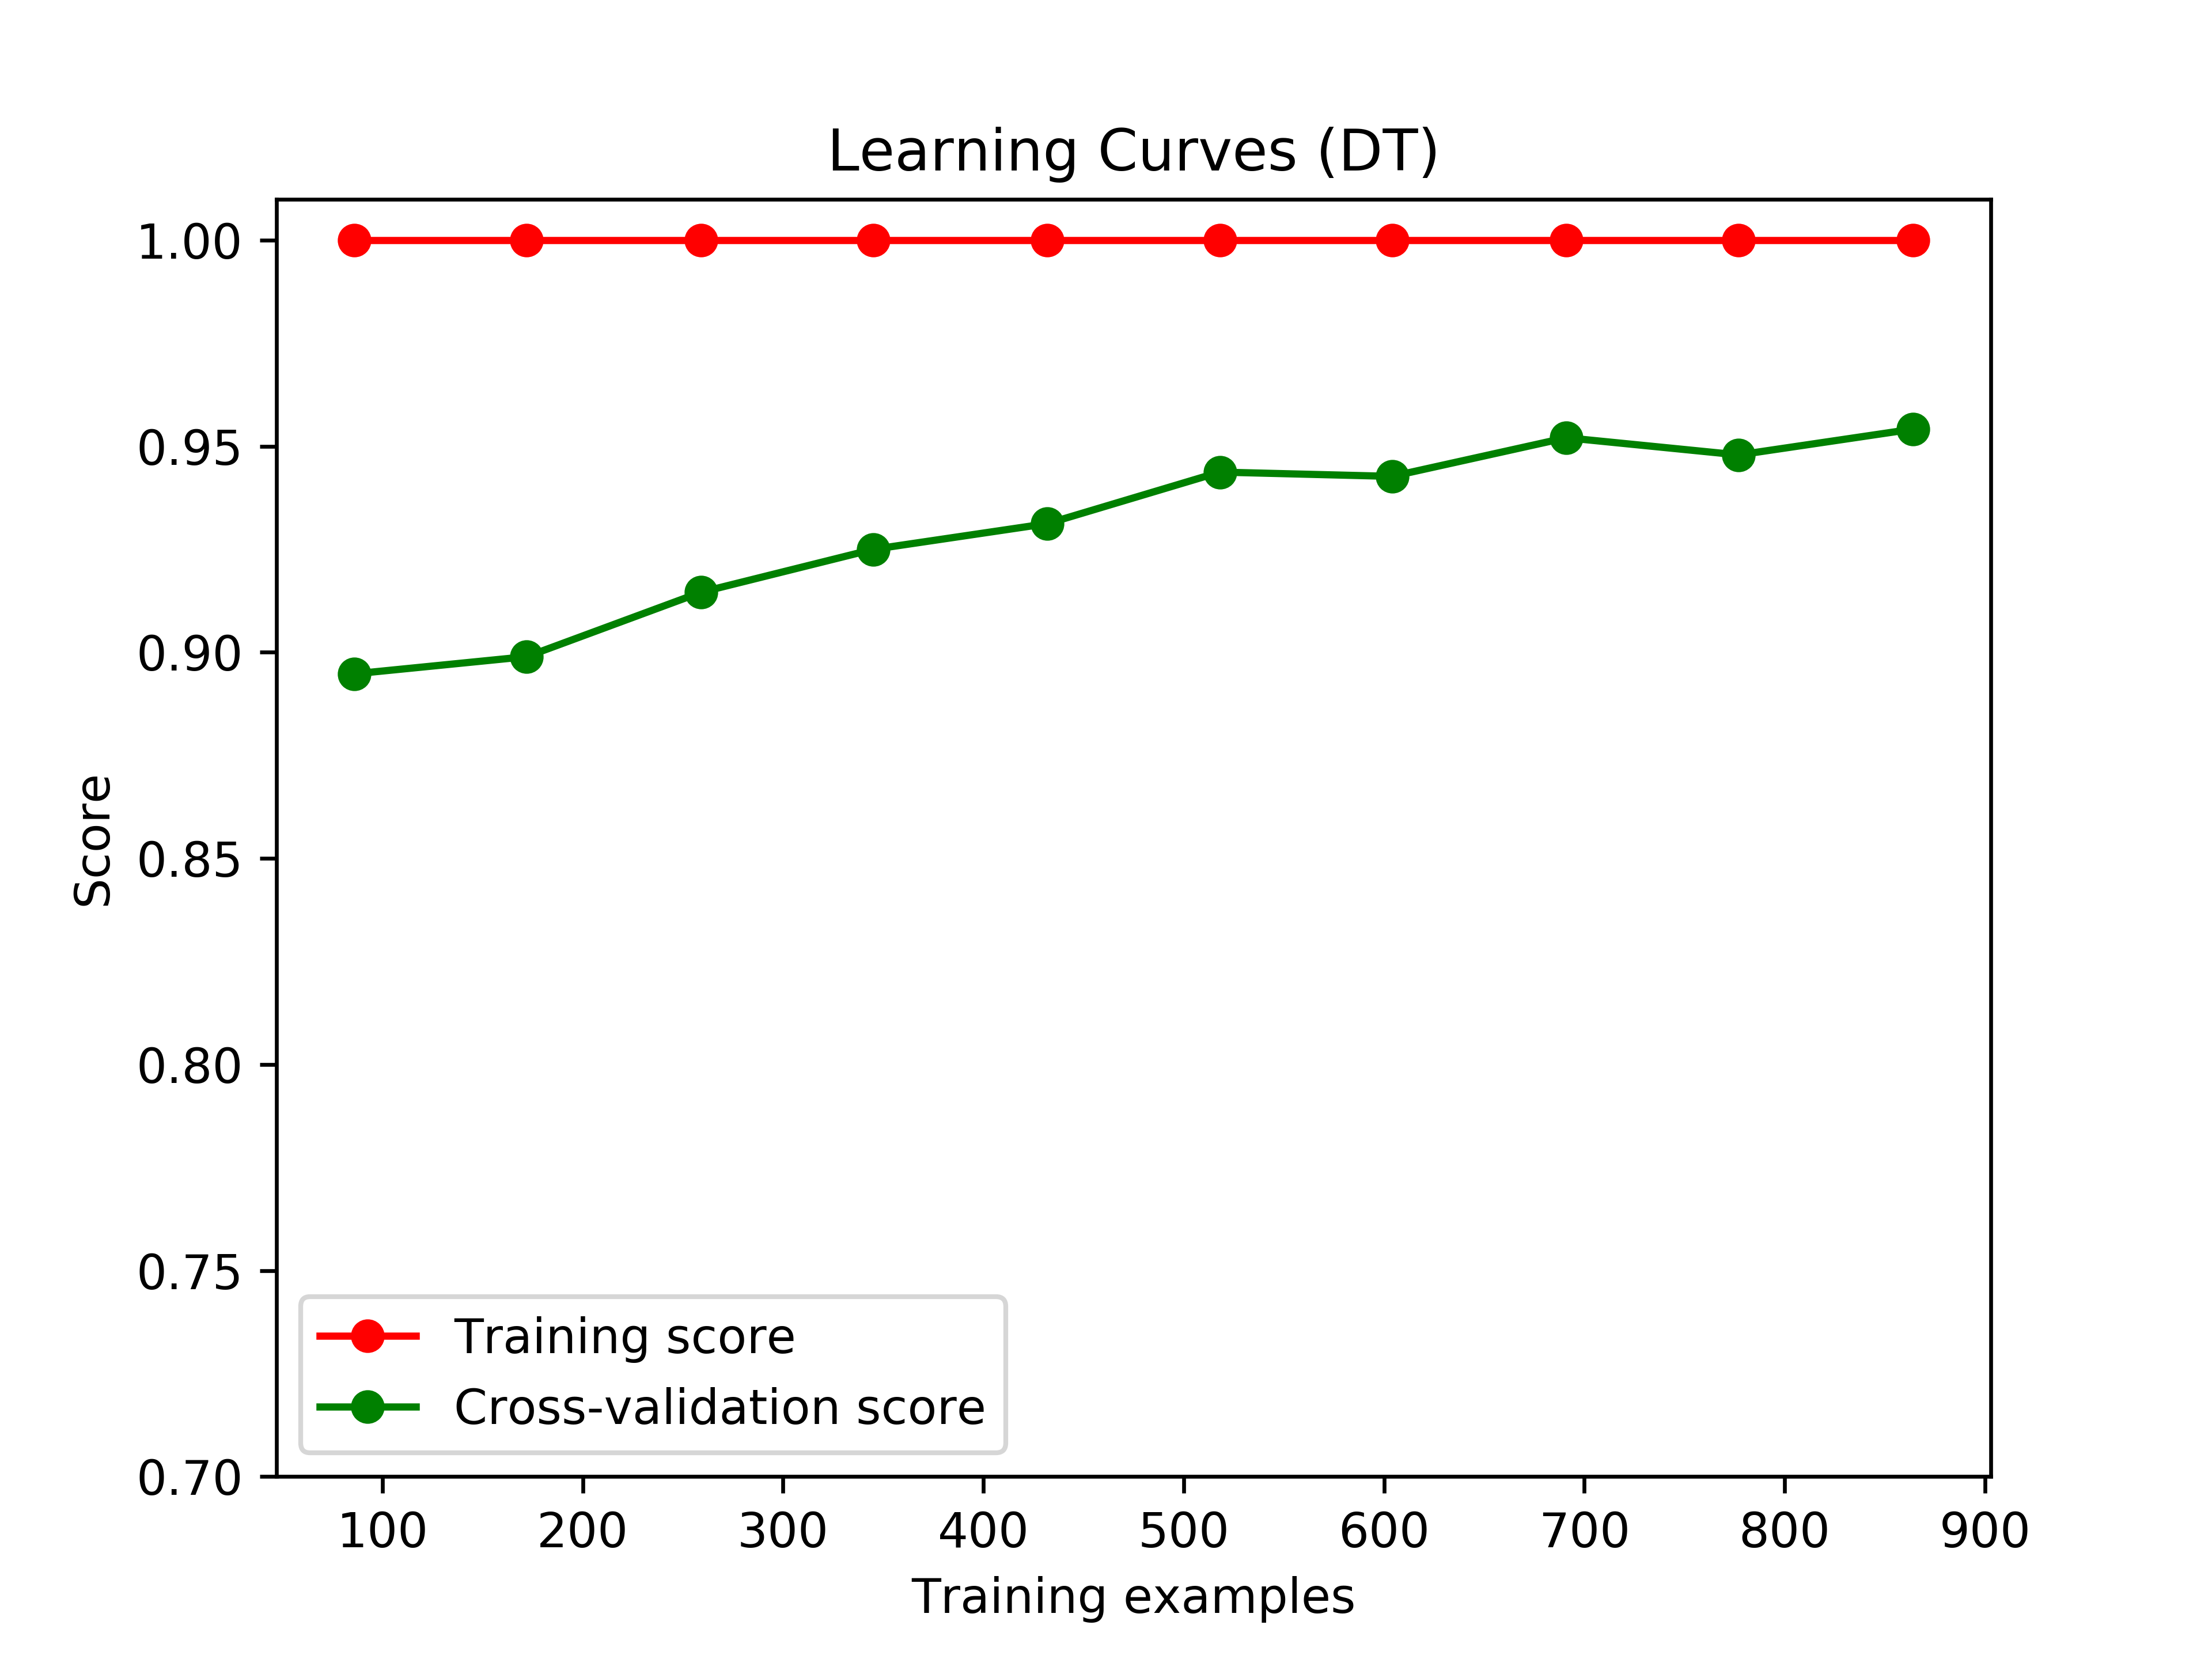 Learning Curves (DT)
1.00
0.95
0.90
0.85
0.80
0.75
0.70
Score
Training score
Cross-validation score
100 200 300 400 500 600 700 800 900
Training examples